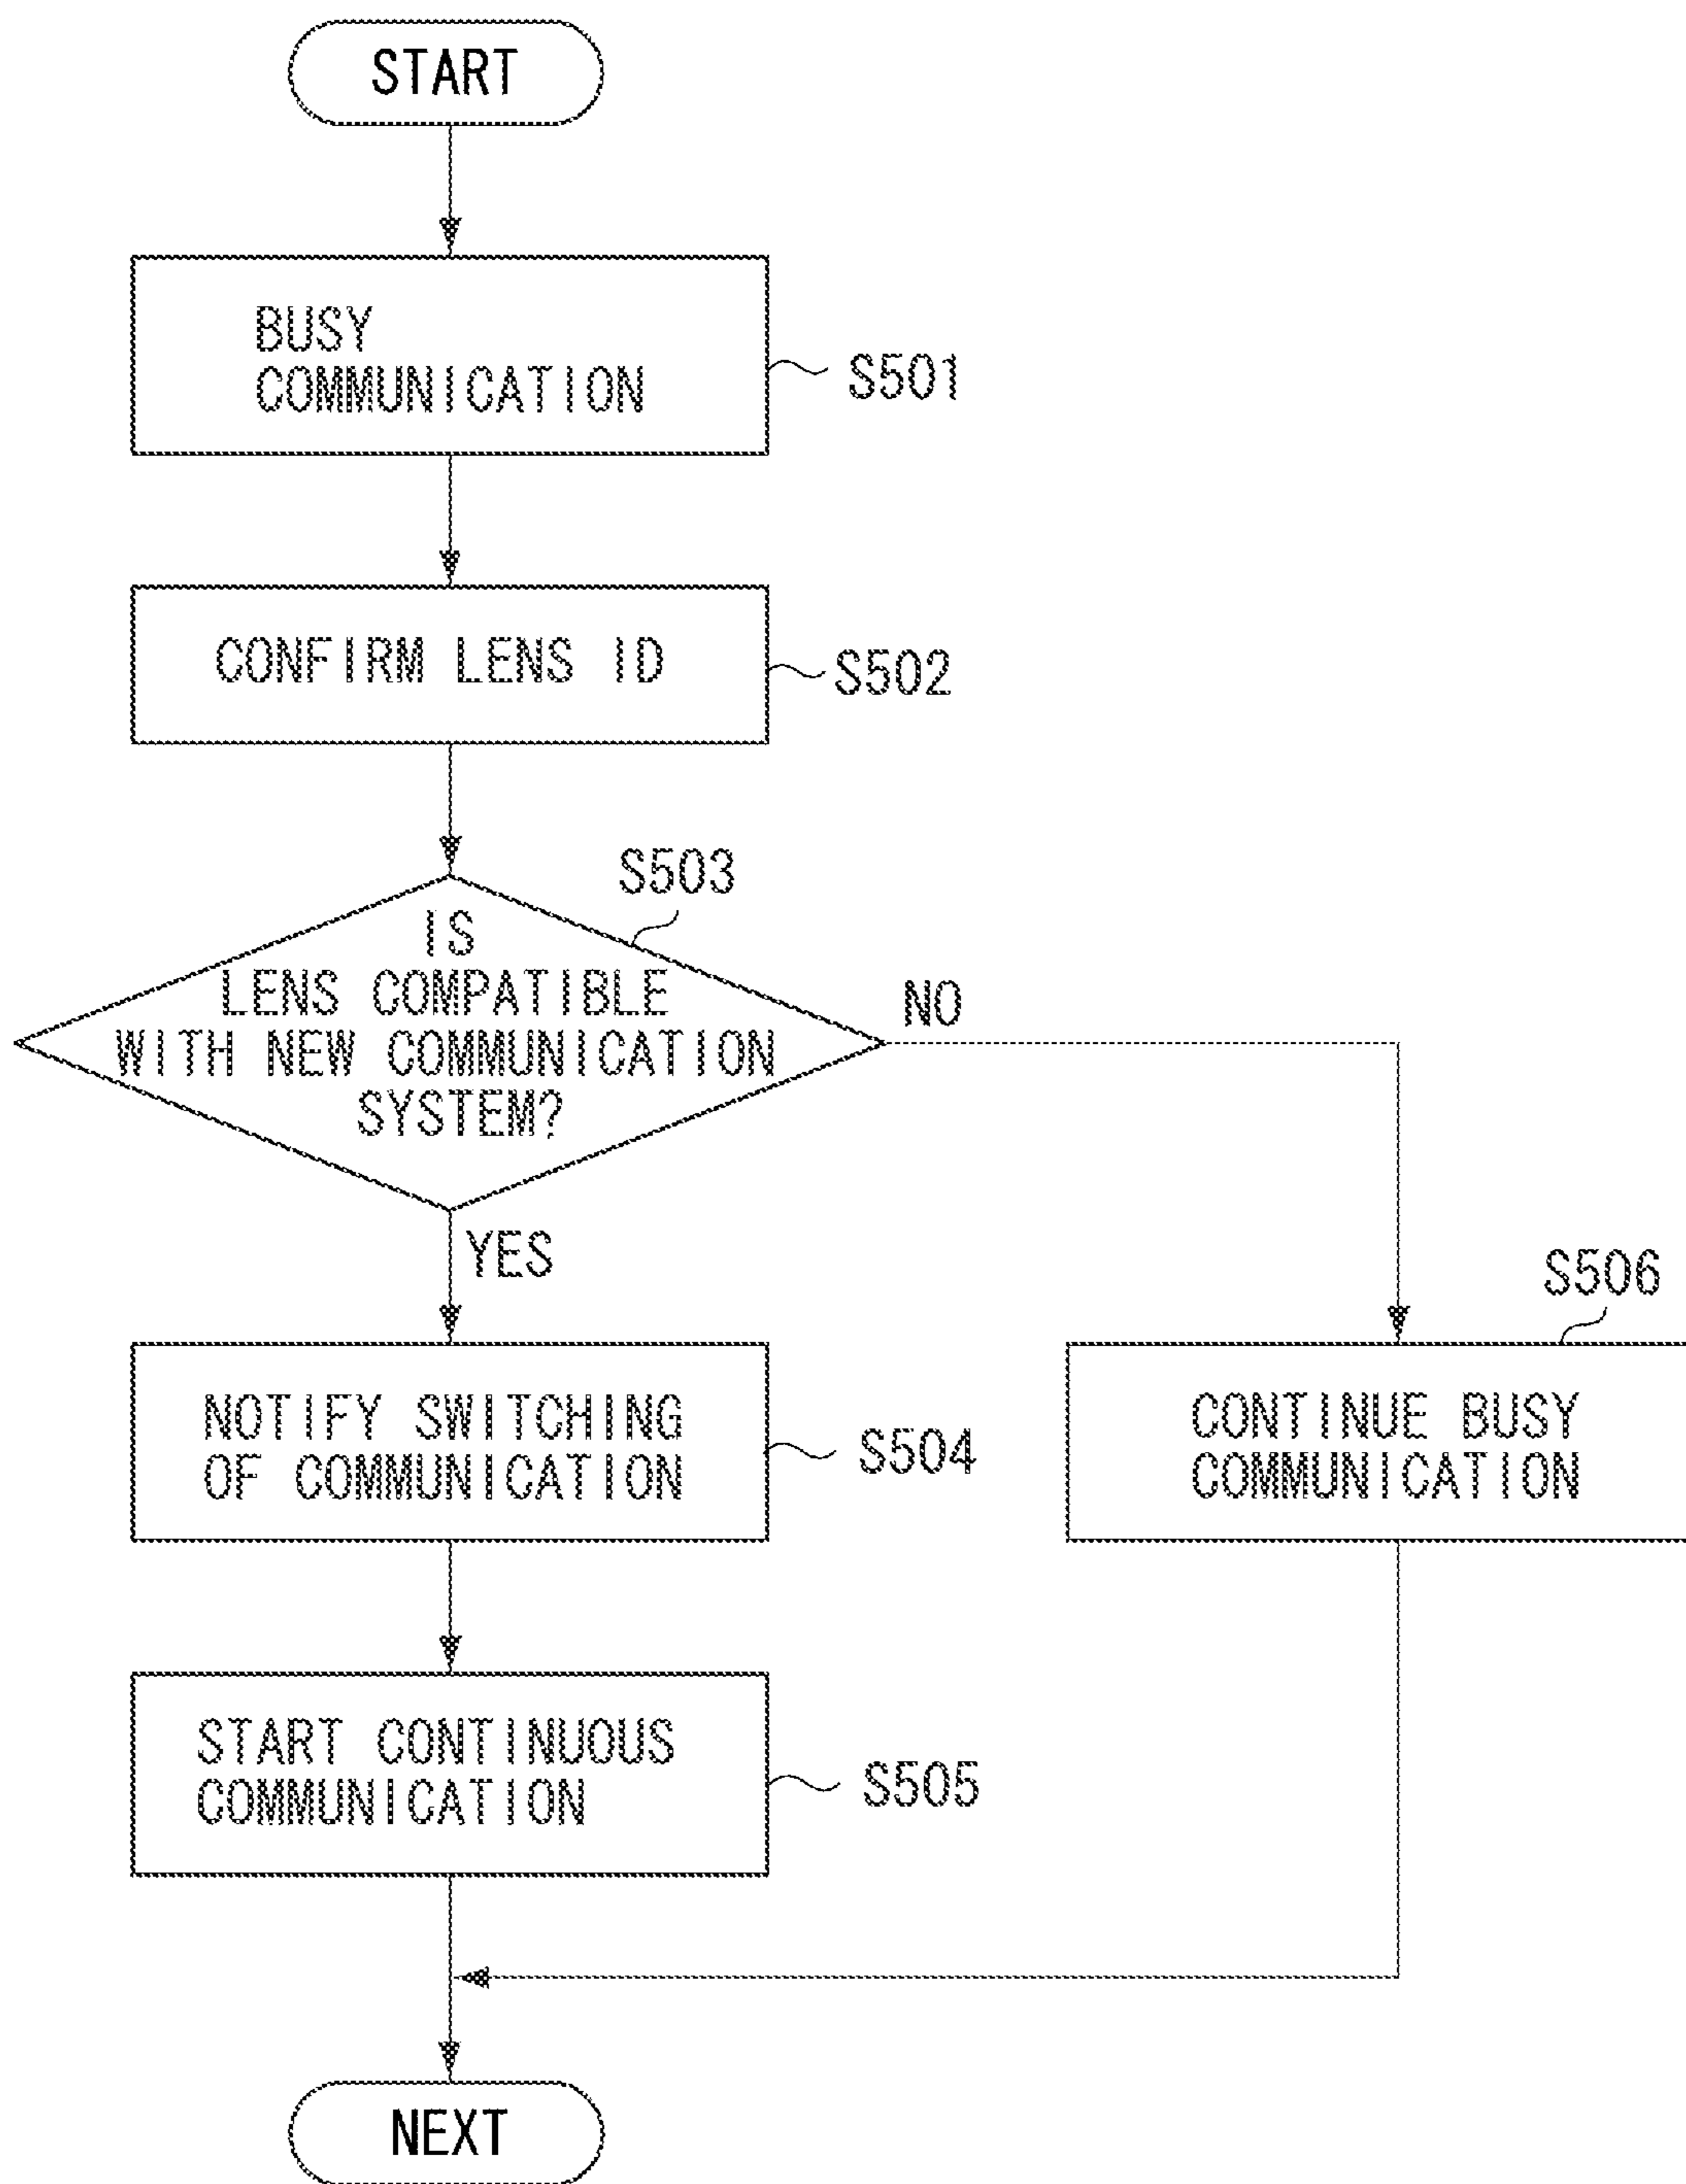 START
BUSY
COMMUNICATION
S501
CONFIRM LENS ID
S502
S503
IS
LENS COMPATIBLE
WITH NEW COMMUNICATION
SYSTEM?
NO
YES
S506
NOTIFY SWITCHING
OF COMMUNICATION
S504
CONTINUE BUSY
COMMUNICATION
START CONTINUOUS
COMMUNICATION
S505
NEXT